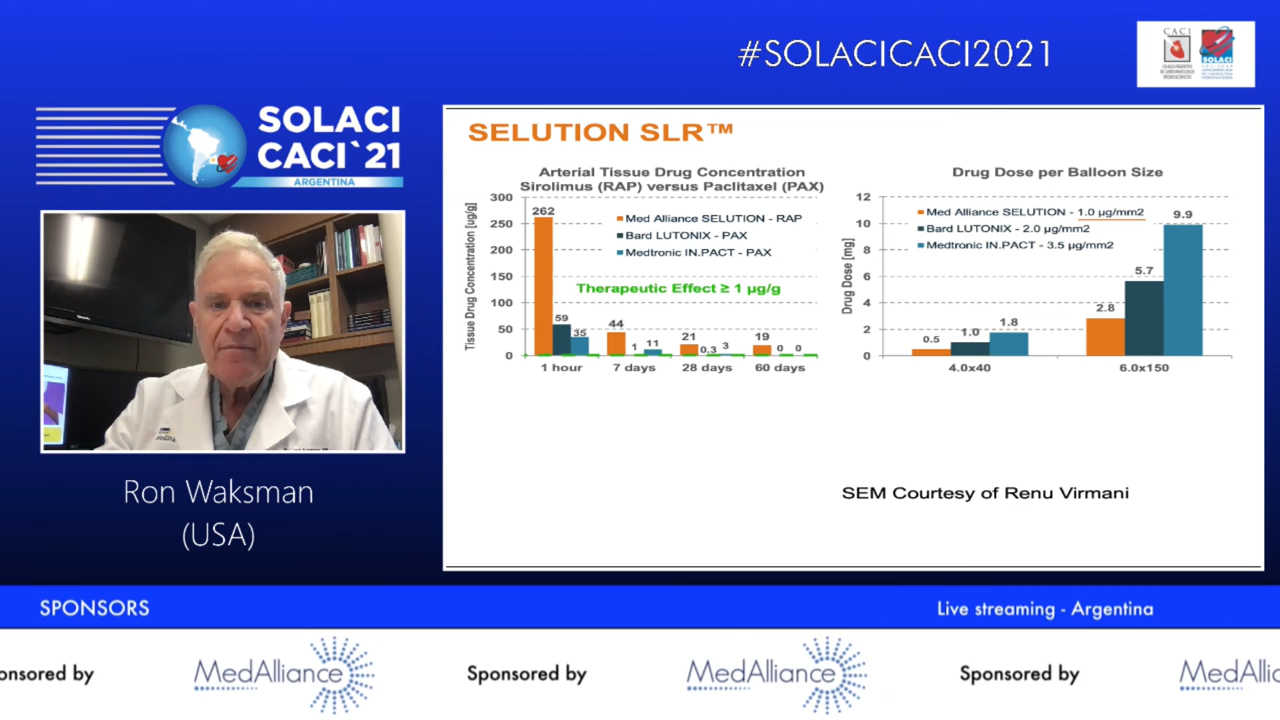 #SOLACICACI2021
CACI
SOLACI
SOLACI
CACI`21
ARGENTINA
Ron Waksman
(USA)
SELUTION SLR™
Arterial Tissue Drug Concentration
Sirolimus (RAP) versus Paclitaxel (PAX)
Tissue Drug Concentration [ug/g]
300
250
200
150
100
50
0
262
59
35
44
1
11
21
0.3
3
19
0
0
Med Alliance SELUTION - RAP
Bard LUTONIX - PAX
Medtronic IN.PACT - PAX
Therapeutic Effect ≥ 1 µg/g
1 hour
7 days
28 days
60 days
Drug Dose per Balloon Size
Drug Dose [mg]
12
10
8
6
4
2
0
Med Alliance SELUTION - 1.0 µg/mm2
Bard LUTONIX - 2.0 µg/mm2
Medtronic IN.PACT - 3.5 µg/mm2
0.5
1.0
1.8
2.8
5.7
9.9
4.0x40
6.0x150
SEM Courtesy of Renu Virmani
SPONSORS
Live streaming - Argentina
onsored by
MedAlliance
Sponsored by
MedAlliance
Sponsored by
MedAllia